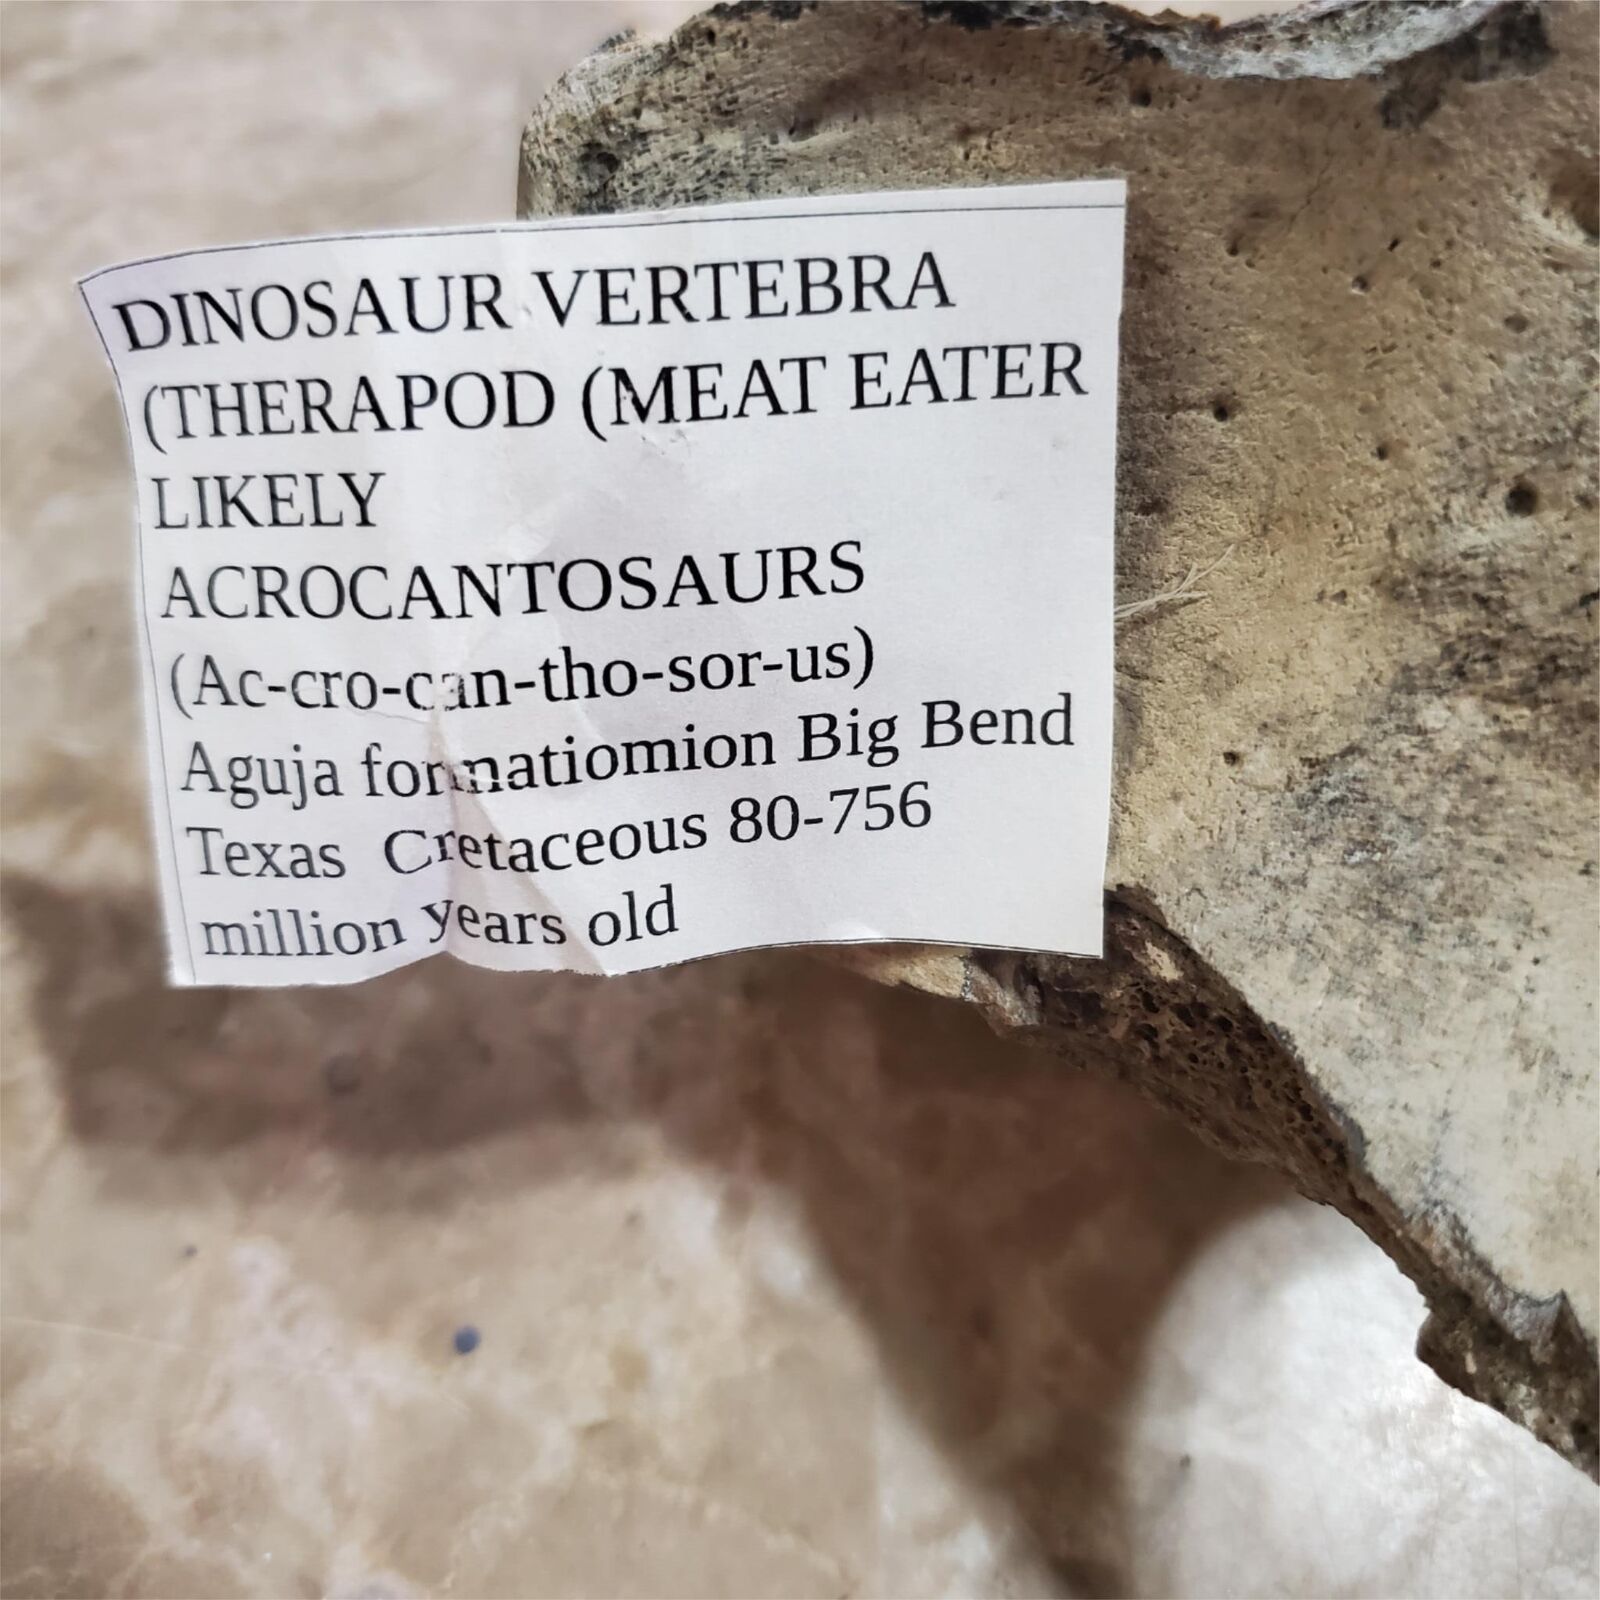 DINOSAUR VERTEBRA
(THERAPOD (MEAT EATER
LIKELY
ACROCANTOSAURS
(Ac-cro-can-tho-sor-us)
Aguja formatiomion Big Bend
Texas Cretaceous 80-756
million years old